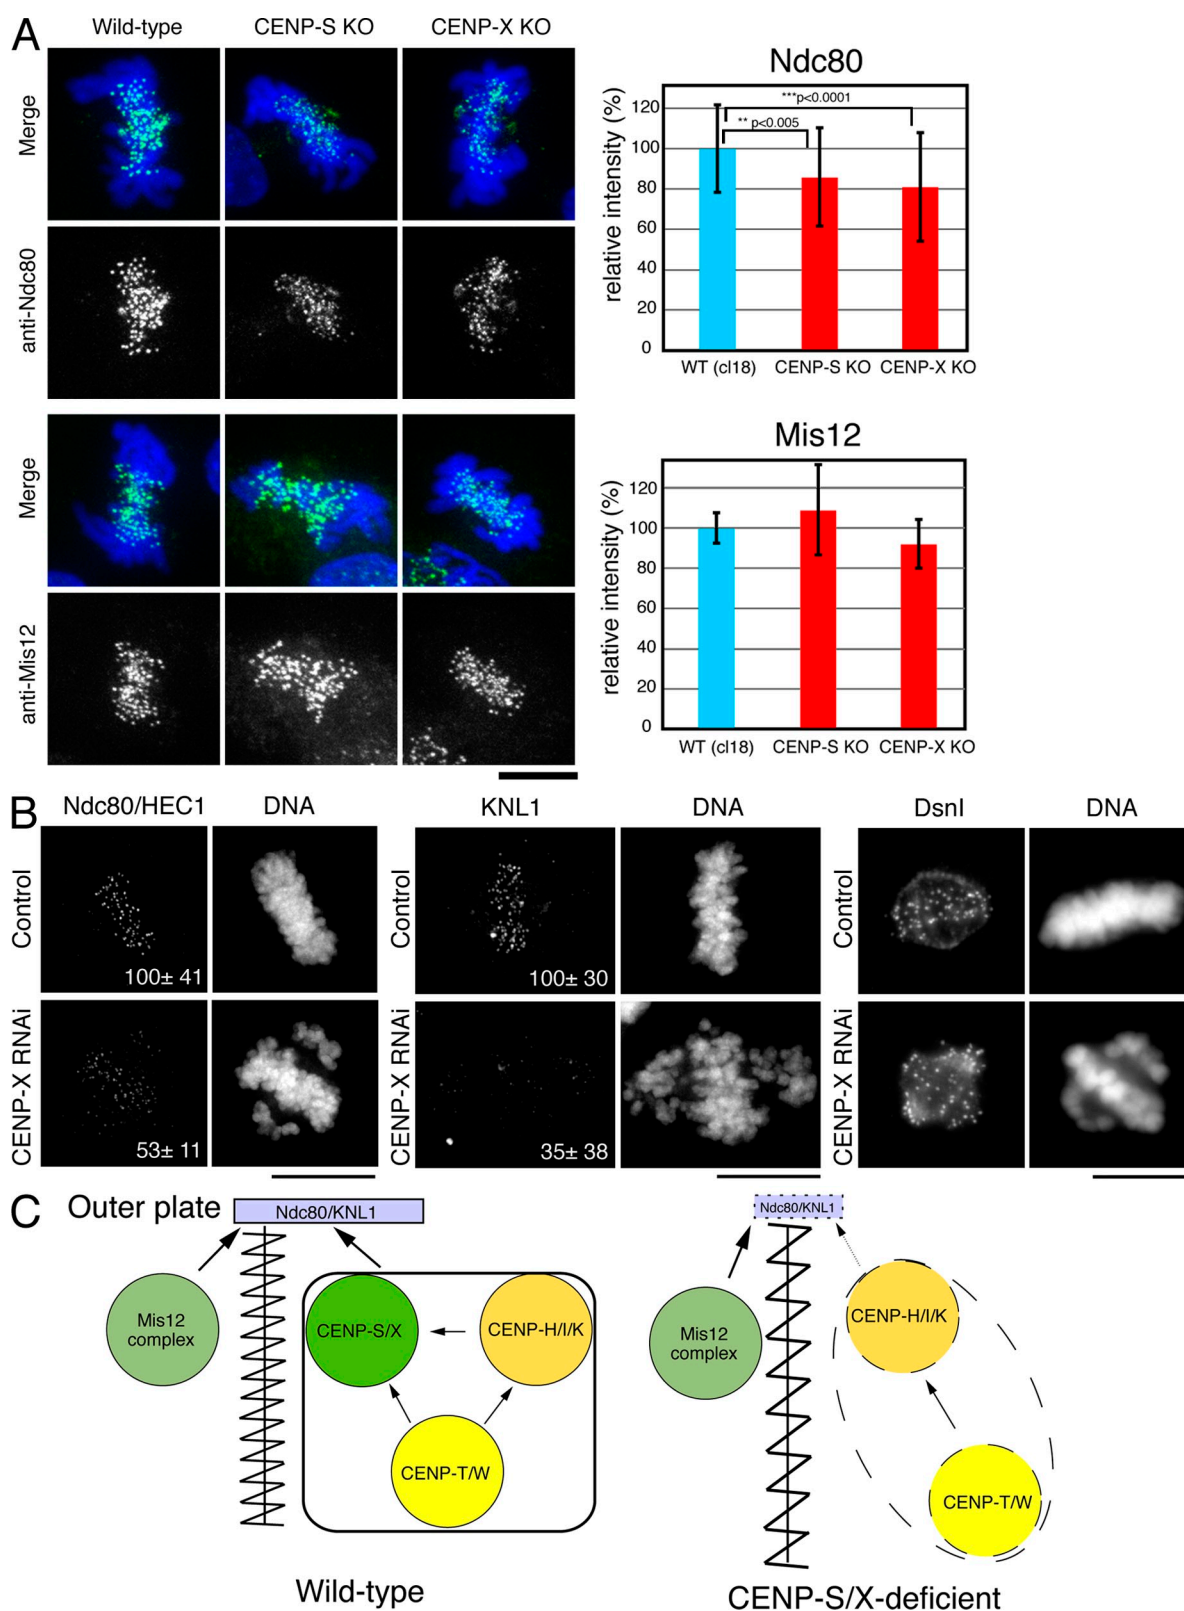 A
Wild-type
CENP-S KO
CENP-X KO
Merge
anti-Ndc80
Merge
anti-Mis12
Ndc80
relative intensity (%)
120
100
80
60
40
20
0
***p<0.0001
** p<0.005
WT (cl18)
CENP-S KO
CENP-X KO
Mis12
relative intensity (%)
120
100
80
60
40
20
0
WT (cl18)
CENP-S KO
CENP-X KO
B
Ndc80/HEC1
DNA
KNL1
DNA
DsnI
DNA
Control
100± 41
Control
100± 30
Control
CENP-X RNAi
53± 11
CENP-X RNAi
35± 38
CENP-X RNAi
C
Outer plate
Ndc80/KNL1
Mis12
complex
CENP-S/X
CENP-H/I/K
CENP-T/W
Wild-type
Ndc80/KNL1
Mis12
complex
CENP-H/I/K
CENP-T/W
CENP-S/X-deficient